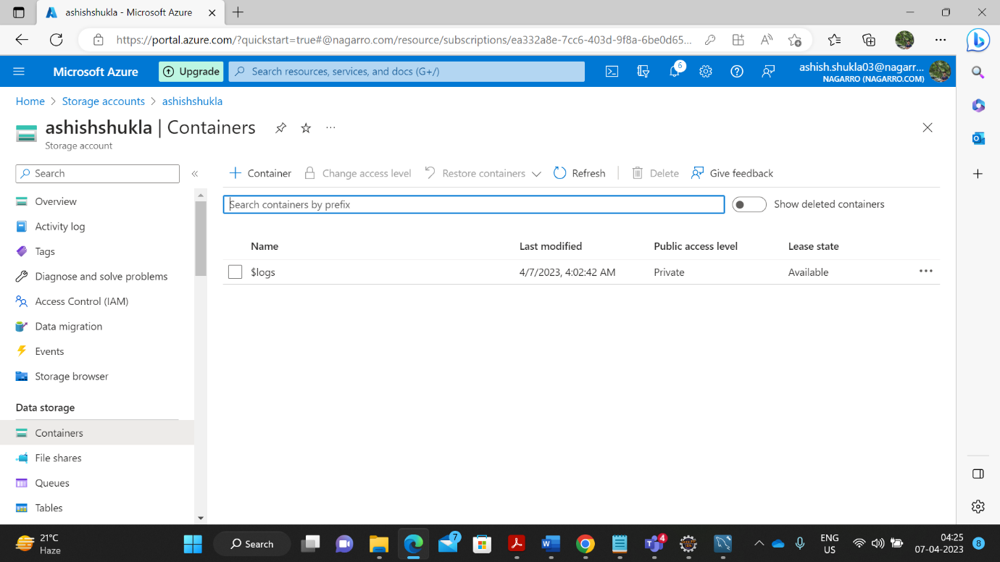 ashishshukla - Microsoft Azure
https://portal.azure.com/?quickstart=true#@nagarro.com/resource/subscriptions/ea332a8e-7cc6-403d-9f8a-6be0d65...
Microsoft Azure
Upgrade
Search resources, services, and docs (G+/)
6
ashish.shukla03@nagarr...
NAGARRO (NAGARRO.COM)
Home > Storage accounts > ashishshukla
ashishshukla | Containers
Storage account
Search
Container
Change access level
Restore containers
Refresh
Delete
Give feedback
Search containers by prefix
Show deleted containers
Name Last modified Public access level Lease state
$logs 4/7/2023, 4:02:42 AM Private Available
Overview
Activity log
Tags
Diagnose and solve problems
Access Control (IAM)
Data migration
Events
Storage browser
Data storage
Containers
File shares
Queues
Tables
21°C
Haze
Search
7
4
ENG
US
04:25
07-04-2023
8